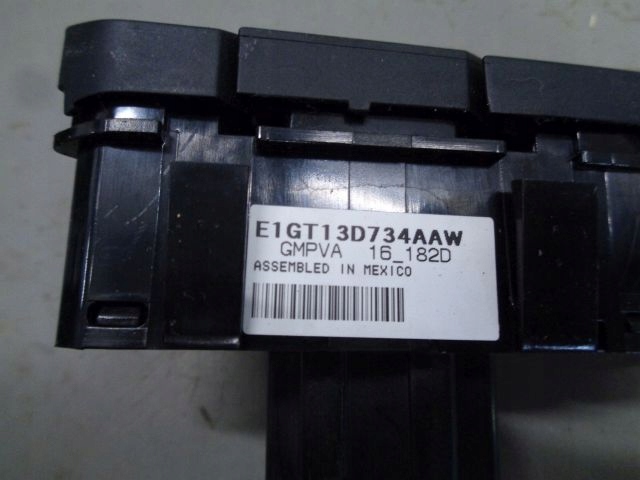 E1GT13D734AAW
GMPVA 16_182D
ASSEMBLED IN MEXICO